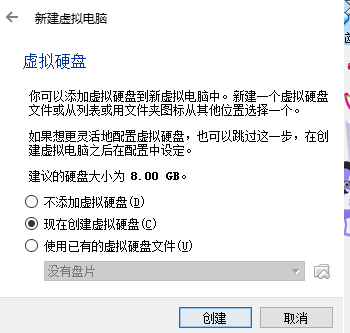 新建虚拟电脑
虚拟硬盘
你可以添加虚拟硬盘到新虚拟电脑中。新建一个虚拟硬盘
文件或从列表或用文件夹图标从其他位置选择一个。
如果想更灵活地配置虚拟硬盘，也可以跳过这一步，在创
建虚拟电脑之后在配置中设定。
建议的硬盘大小为 8.00 GB。
不添加虚拟硬盘(D)
现在创建虚拟硬盘(C)
使用已有的虚拟硬盘文件(U)
没有盘片
创建
取消